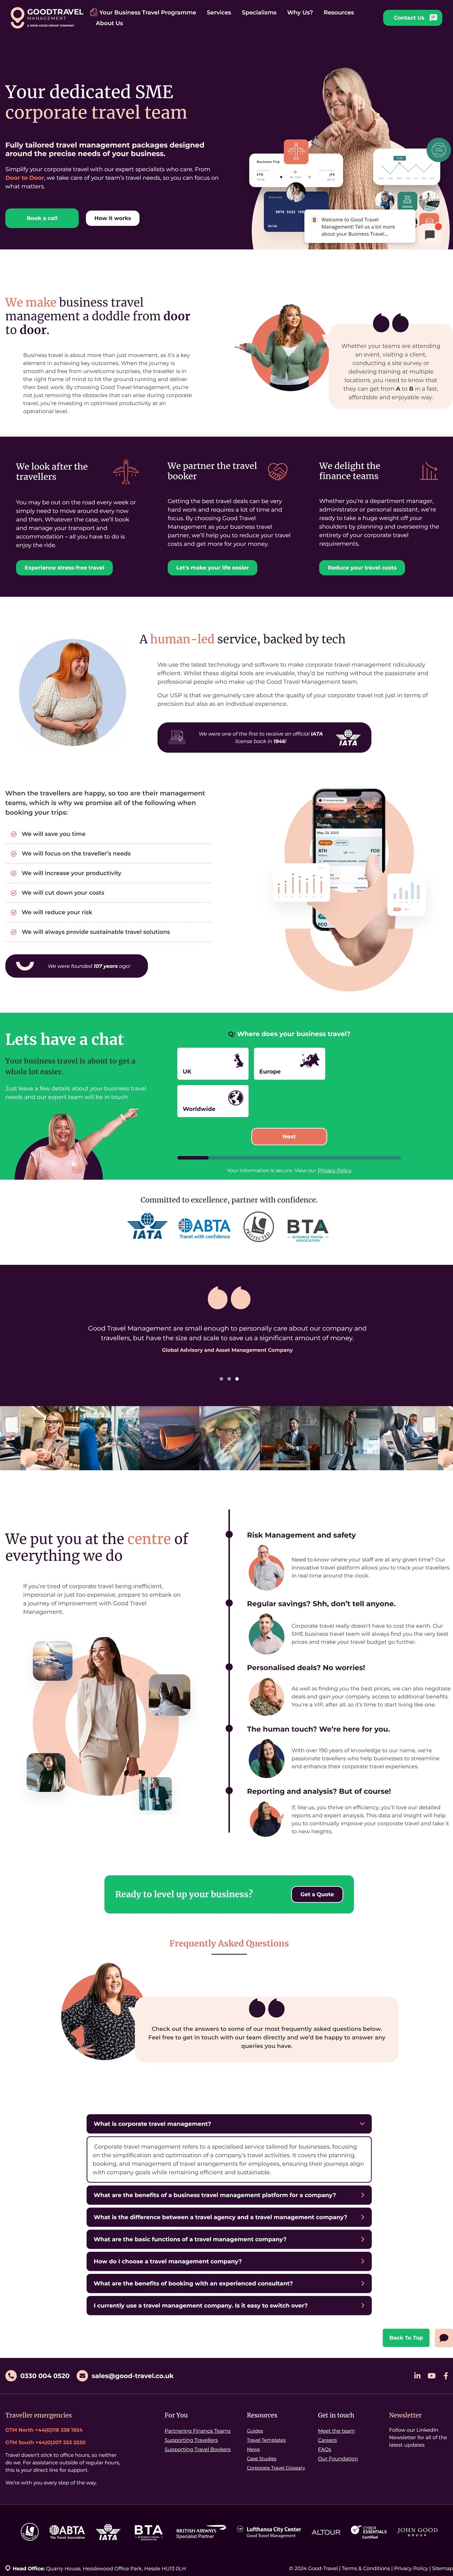 GOODTRAVEL
MANAGEMENT
A JOHN GOOD GROUP COMPANY
Your Business Travel Programme
Services
Specialisms
Why Us?
Resources
About Us
Contact Us
Your dedicated SME
corporate travel team
Fully tailored travel management packages designed
around the precise needs of your business.
Simplify your corporate travel with our expert specialists who care. From
Door to Door, we take care of your team's travel needs, so you can focus on
what matters.
Book a call
How it works
Business Trip
Welcome to Good Travel
Management! Tell us a bit more
about your Business Travel...
We make business travel
management a doddle from door
to door.
Business travel is about more than just movement, as it's a key
element in achieving key outcomes. When the journey is
smooth and free from unwelcome surprises, the traveller is in
the right frame of mind to hit the ground running and deliver
their best work. By choosing Good Travel Management, you're
not just removing the obstacles that can arise during corporate
travel, you're investing in optimised productivity at an
operational level.
Whether your teams are attending
an event, visiting a client,
conducting a site survey or
delivering training at multiple
locations, you need to know that
they can get from A to B in a fast,
affordable and enjoyable way.
We look after the
travellers
You may be out on the road every week or
simply need to move around every now
and then. Whatever the case, we'll book
and manage your transport and
accommodation – all you have to do is
enjoy the ride.
Experience stress-free travel
We partner the travel
booker
Getting the best travel deals can be very
hard work and requires a lot of time and
focus. By choosing Good Travel
Management as your business travel
partner, we'll help you to reduce your travel
costs and get more for your money.
Let's make your life easier
We delight the
finance teams
Whether you're a department manager,
administrator or personal assistant, we're
ready to take a huge weight off your
shoulders by planning and overseeing the
entirety of your corporate travel
requirements.
Reduce your travel costs
A human-led service, backed by tech
We use the latest technology and software to make corporate travel management ridiculously
efficient. Whilst these digital tools are invaluable, they'd be nothing without the passionate and
professional people who make up the Good Travel Management team.
Our USP is that we genuinely care about the quality of your corporate travel not just in terms of
precision but also as an individual experience.
We were one of the first to receive an official IATA
license back in 1946!
IATA
When the travellers are happy, so too are their management
teams, which is why we promise all of the following when
booking your trips:
We will save you time
We will focus on the traveller's needs
We will increase your productivity
We will cut down your costs
We will reduce your risk
We will always provide sustainable travel solutions
We were founded 107 years ago!
Rome
May 23, 2022
ATH
FCO
FCO
Lets have a chat
Your business travel is about to get a
whole lot easier.
Just leave a few details about your business travel
needs and our expert team will be in touch.
Q: Where does your business travel?
UK
Europe
Worldwide
Next
Your information is secure. View our Privacy Policy
Committed to excellence, partner with confidence.
IATA
ABTA
Travel with confidence
PROTECTED
BTA
BUSINESS TRAVEL
ASSOCIATION
Good Travel Management are small enough to personally care about our company and
travellers, but have the size and scale to save us a significant amount of money.
Global Advisory and Asset Management Company
We put you at the centre of
everything we do
If you're tired of corporate travel being inefficient,
impersonal or just too expensive, prepare to embark on
a journey of improvement with Good Travel
Management.
Risk Management and safety
Need to know where your staff are at any given time? Our
innovative travel platform allows you to track your travellers
in real time around the clock.
Regular savings? Shh, don't tell anyone.
Corporate travel really doesn't have to cost the earth. Our
SME business travel team will always find you the very best
prices and make your travel budget go further.
Personalised deals? No worries!
As well as finding you the best prices, we can also negotiate
deals and gain your company access to additional benefits.
You're a VIP, after all, so it's time to start living like one.
The human touch? We're here for you.
With over 190 years of knowledge to our name, we're
passionate travellers who help businesses to streamline
and enhance their corporate travel experiences.
Reporting and analysis? But of course!
If, like us, you thrive on efficiency, you'll love our detailed
reports and expert analysis. This data and insight will help
you to continually improve your corporate travel and take it
to new heights.
Ready to level up your business?
Get a Quote
Frequently Asked Questions
Check out the answers to some of our most frequently asked questions below.
Feel free to get in touch with our team directly and we'd be happy to answer any
queries you have.
What is corporate travel management?
Corporate travel management refers to a specialised service tailored for businesses, focusing
on the simplification and optimisation of a company's travel activities. It covers the planning,
booking, and management of travel arrangements for employees, ensuring their journeys align
with company goals while remaining efficient and sustainable.
What are the benefits of a business travel management platform for a company?
What is the difference between a travel agency and a travel management company?
What are the basic functions of a travel management company?
How do I choose a travel management company?
What are the benefits of booking with an experienced consultant?
I currently use a travel management company. Is it easy to switch over?
Back To Top
0330 004 0520
sales@good-travel.co.uk
Traveller emergencies
GTM North +44(0)118 338 1924
GTM South +44(0)207 253 2530
Travel doesn't stick to office hours, so neither
do we. For assistance outside of regular hours,
this is your direct line for support.
We're with you every step of the way.
For You
Partnering Finance Teams
Supporting Travellers
Supporting Travel Bookers
Resources
Guides
Travel Templates
News
Case Studies
Corporate Travel Glossary
Get in touch
Meet the team
Careers
FAQs
Our Foundation
Newsletter
Follow our LinkedIn
Newsletter for all of the
latest updates
ABTA
The Travel Association
IATA
BTA
BUSINESS TRAVEL
ASSOCIATION
BRITISH AIRWAYS
Specialist Partner
Lufthansa City Center
Good Travel Management
ALTOUR
CYBER
ESSENTIALS
Certified
JOHN GOOD
GROUP
Head Office: Quarry House, Hesslewood Office Park, Hessle HU13 0LH
© 2024 Good-Travel | Terms & Conditions | Privacy Policy | Sitemap